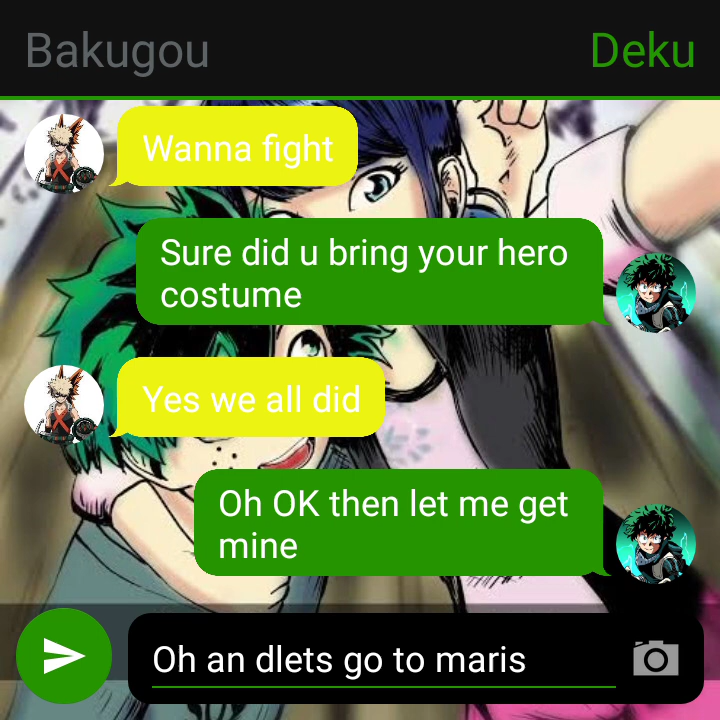 Bakugou
Deku
Wanna fight
Sure did u bring your hero
costume
Yes we all did
Oh OK then let me get
mine
Oh an dlets go to maris